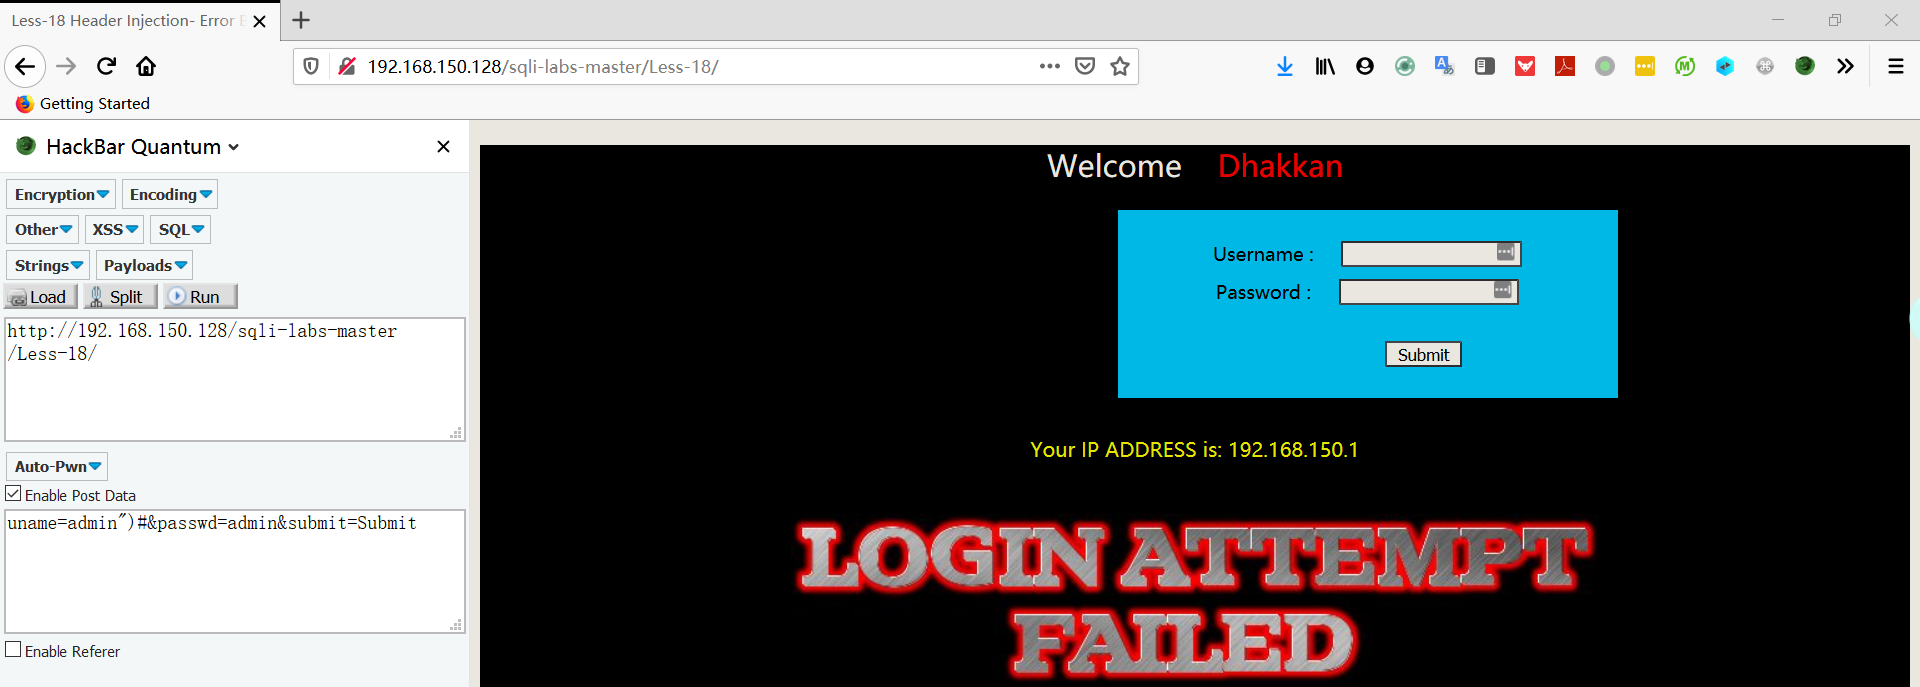 Less-18 Header Injection- Error
192.168.150.128/sqli-labs-master/Less-18/
Getting Started
HackBar Quantum
Encryption Encoding
Other XSS SQL
Strings Payloads
Load Split Run
http://192.168.150.128/sqli-labs-master
/Less-18/
Auto-Pwn
Enable Post Data
uname=admin")#&passwd=admin&submit=Submit
Enable Referer
Welcome Dhakkan
Username :
Password :
Submit
Your IP ADDRESS is: 192.168.150.1
LOGIN ATTEMPT
FAILED